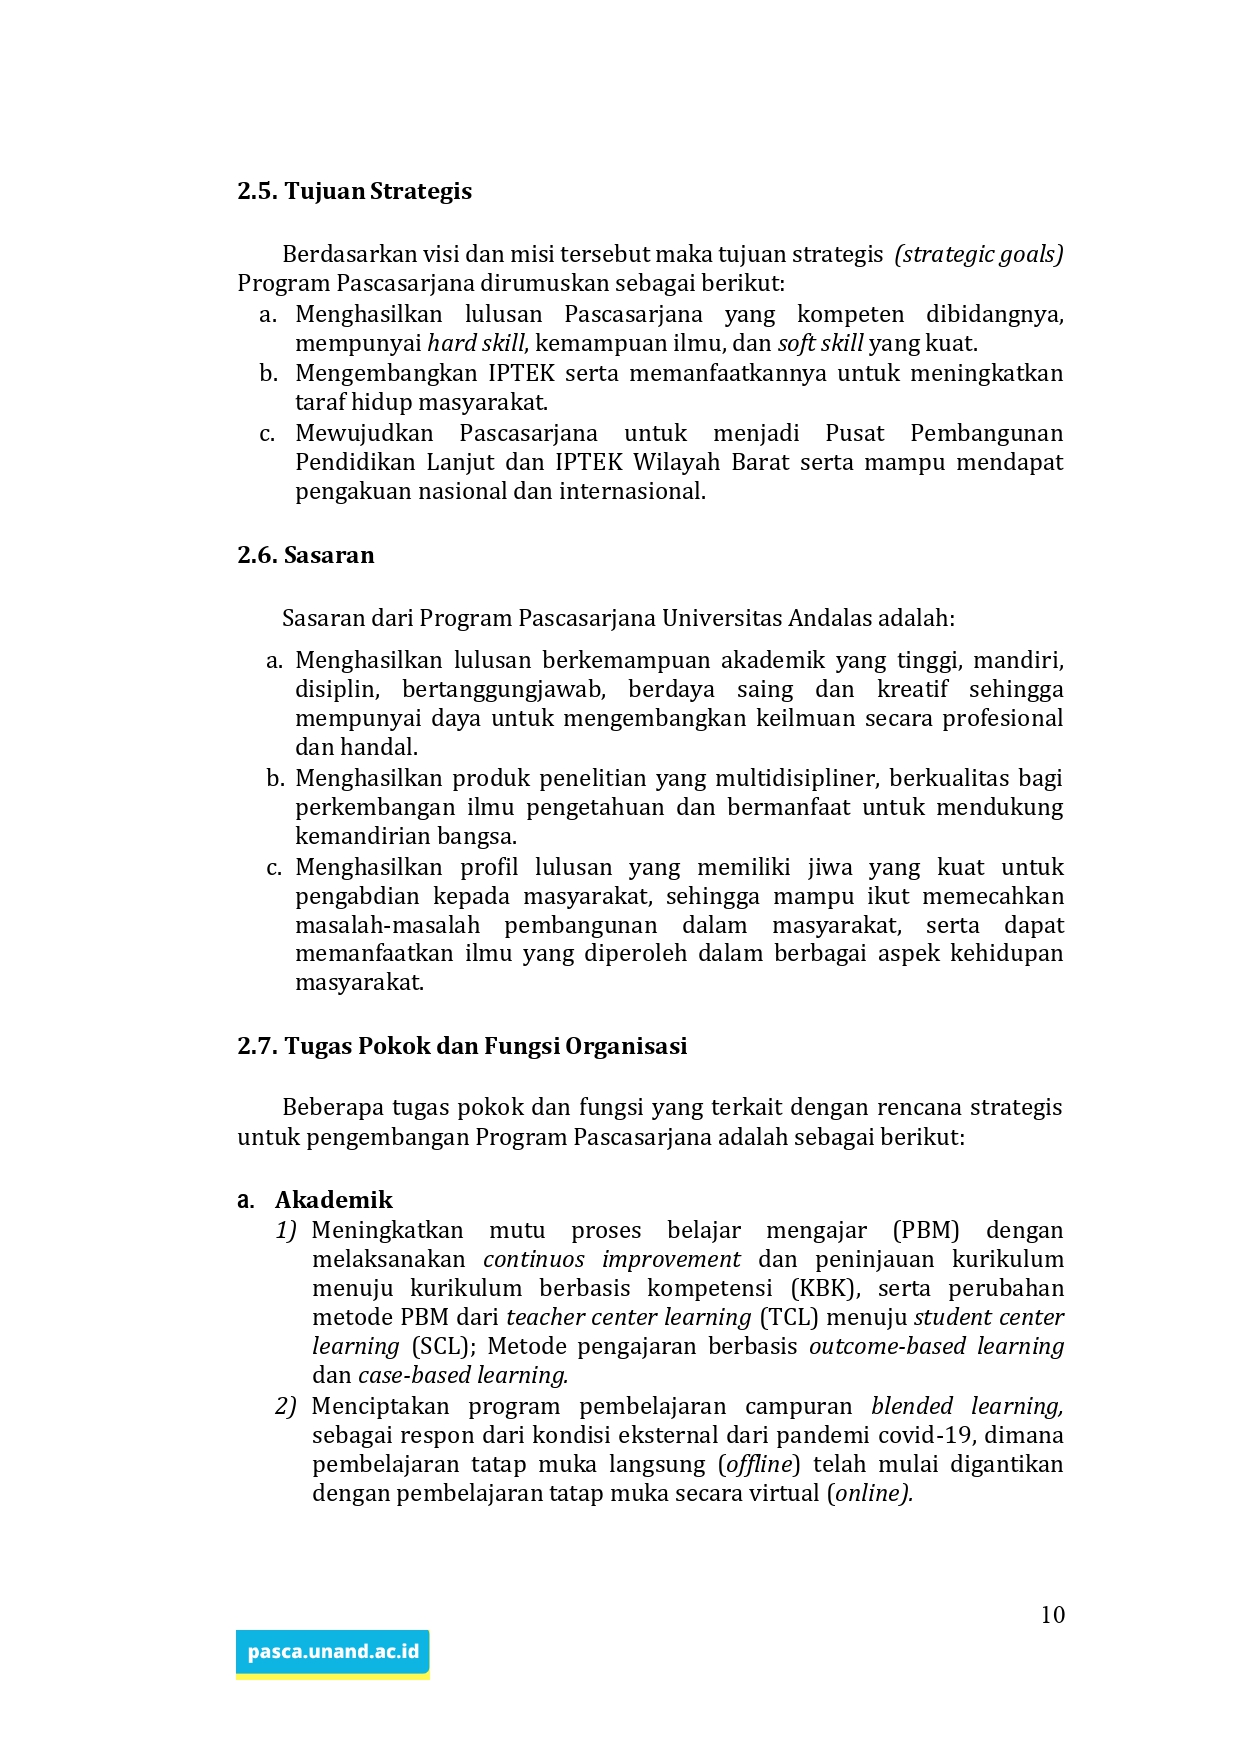 2.5. Tujuan Strategis
Berdasarkan visi dan misi tersebut maka tujuan strategis (strategic goals)
Program Pascasarjana dirumuskan sebagai berikut:
a. Menghasilkan lulusan Pascasarjana yang kompeten dibidangnya,
mempunyai hard skill, kemampuan ilmu, dan soft skill yang kuat.
b. Mengembangkan IPTEK serta memanfaatkannya untuk meningkatkan
taraf hidup masyarakat.
c. Mewujudkan Pascasarjana untuk menjadi Pusat Pembangunan
Pendidikan Lanjut dan IPTEK Wilayah Barat serta mampu mendapat
pengakuan nasional dan internasional.
2.6. Sasaran
Sasaran dari Program Pascasarjana Universitas Andalas adalah:
a. Menghasilkan lulusan berkemampuan akademik yang tinggi, mandiri,
disiplin, bertanggungjawab, berdaya saing dan kreatif sehingga
mempunyai daya untuk mengembangkan keilmuan secara profesional
dan handal.
b. Menghasilkan produk penelitian yang multidisipliner, berkualitas bagi
perkembangan ilmu pengetahuan dan bermanfaat untuk mendukung
kemandirian bangsa.
c. Menghasilkan profil lulusan yang memiliki jiwa yang kuat untuk
pengabdian kepada masyarakat, sehingga mampu ikut memecahkan
masalah-masalah pembangunan dalam masyarakat, serta dapat
memanfaatkan ilmu yang diperoleh dalam berbagai aspek kehidupan
masyarakat.
2.7. Tugas Pokok dan Fungsi Organisasi
Beberapa tugas pokok dan fungsi yang terkait dengan rencana strategis
untuk pengembangan Program Pascasarjana adalah sebagai berikut:
a. Akademik
1) Meningkatkan mutu proses belajar mengajar (PBM) dengan
melaksanakan continuos improvement dan peninjauan kurikulum
menuju kurikulum berbasis kompetensi (KBK), serta perubahan
metode PBM dari teacher center learning (TCL) menuju student center
learning (SCL); Metode pengajaran berbasis outcome-based learning
dan case-based learning.
2) Menciptakan program pembelajaran campuran blended learning,
sebagai respon dari kondisi eksternal dari pandemi covid-19, dimana
pembelajaran tatap muka langsung (offline) telah mulai digantikan
dengan pembelajaran tatap muka secara virtual (online).
10
pasca.unand.ac.id